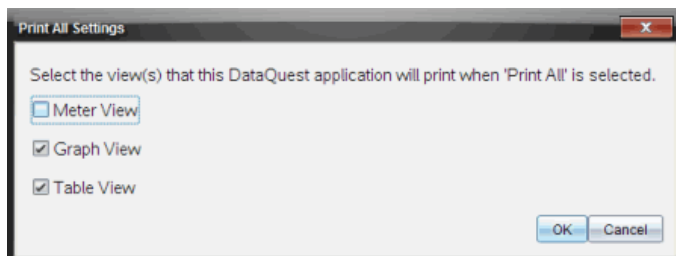 Print All Settings
Select the view(s) that this DataQuest application will print when 'Print All' is selected.
Meter View
Graph View
Table View
OK Cancel